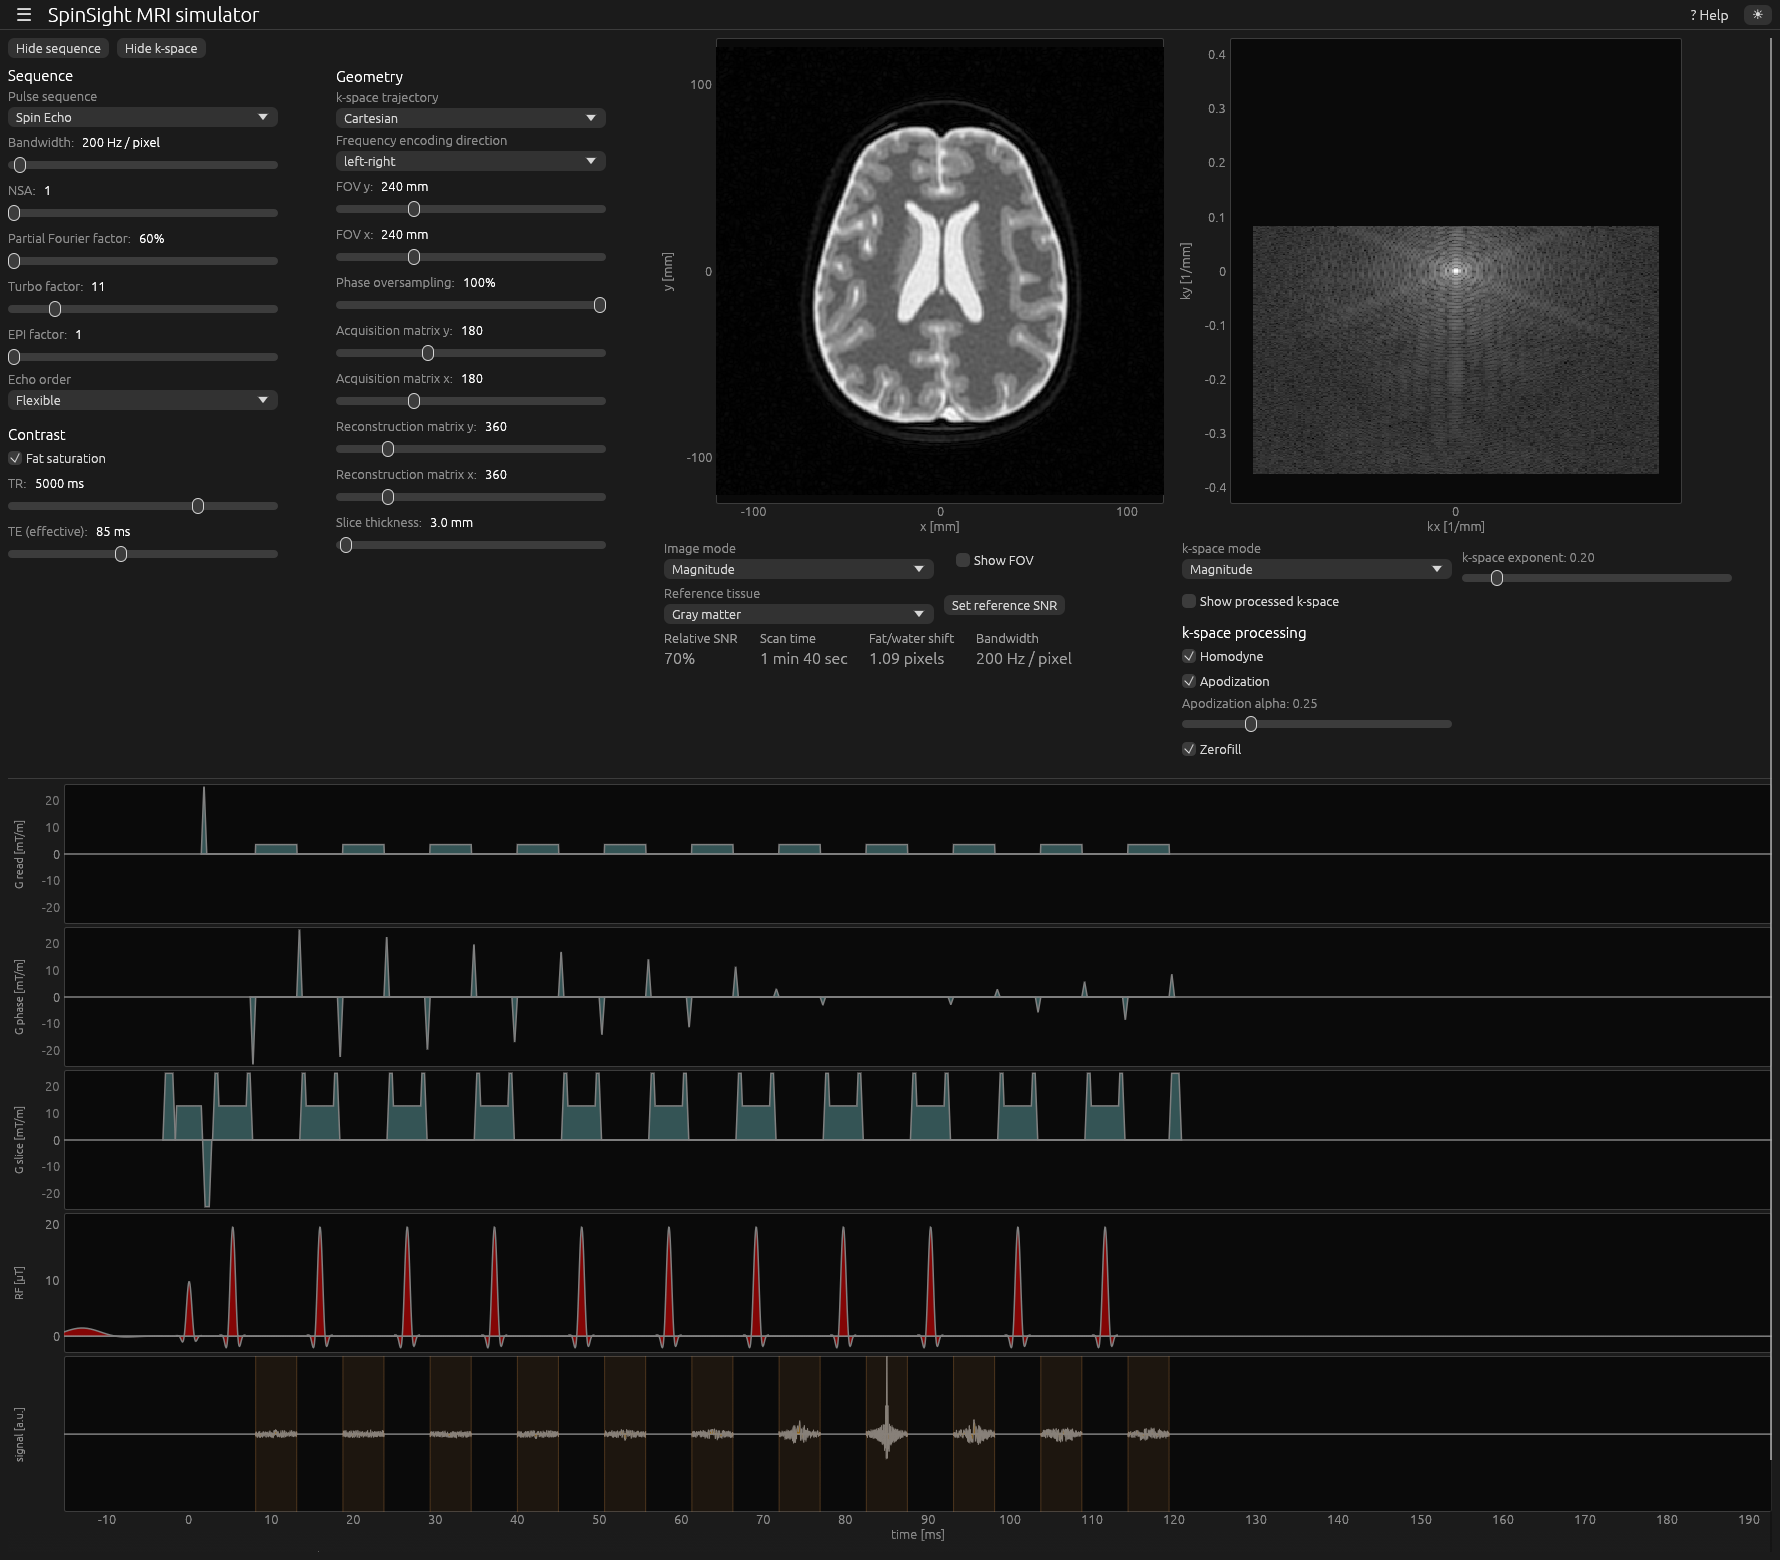 ☰ SpinSight MRI simulator
? Help
Hide sequence
Hide k-space
Sequence
Pulse sequence
Spin Echo
Bandwidth: 200 Hz / pixel
NSA: 1
Partial Fourier factor: 60%
Turbo factor: 11
EPI factor: 1
Echo order
Flexible
Contrast
Fat saturation
TR: 5000 ms
TE (effective): 85 ms
Geometry
k-space trajectory
Cartesian
Frequency encoding direction
left-right
FOV y: 240 mm
FOV x: 240 mm
Phase oversampling: 100%
Acquisition matrix y: 180
Acquisition matrix x: 180
Reconstruction matrix y: 360
Reconstruction matrix x: 360
Slice thickness: 3.0 mm
100
0
-100
y [mm]
-100 0 100
x [mm]
Image mode
Magnitude
Show FOV
Reference tissue
Gray matter
Set reference SNR
Relative SNR Scan time Fat/water shift Bandwidth
70% 1 min 40 sec 1.09 pixels 200 Hz / pixel
0.4
0.3
0.2
0.1
0
-0.1
-0.2
-0.3
-0.4
ky [1/mm]
0
kx [1/mm]
k-space mode
Magnitude
k-space exponent: 0.20
Show processed k-space
k-space processing
Homodyne
Apodization
Apodization alpha: 0.25
Zerofill
G read [mT/m]
20
10
0
-10
-20
G phase [mT/m]
20
10
0
-10
-20
G slice [mT/m]
20
10
0
-10
-20
RF [µT]
20
10
0
signal [a.u.]
-10 0 10 20 30 40 50 60 70 80 90 100 110 120 130 140 150 160 170 180 190
time [ms]